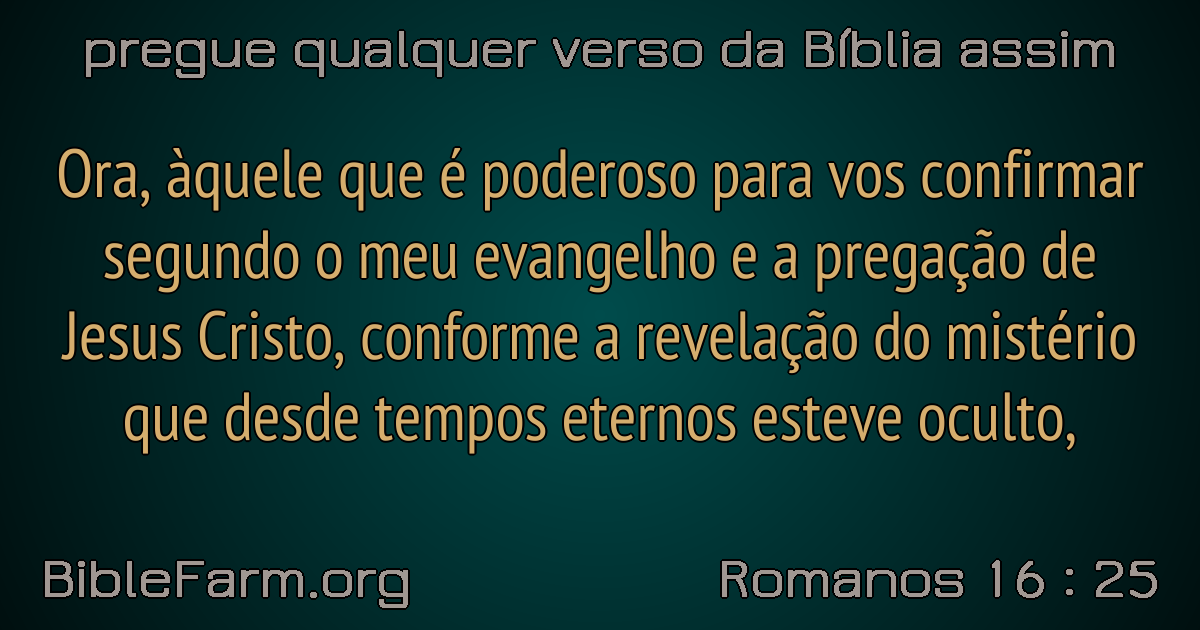 pregue qualquer verso da Bíblia assim
Ora, àquele que é poderoso para vos confirmar
segundo o meu evangelho e a pregação de
Jesus Cristo, conforme a revelação do mistério
que desde tempos eternos esteve oculto,
BibleFarm.org
Romanos 16 : 25